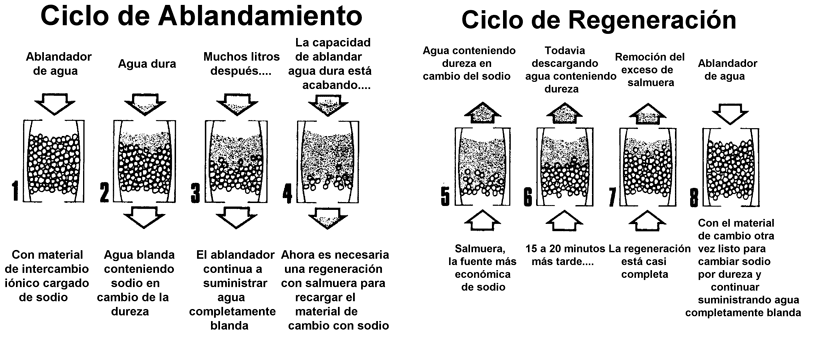 Ciclo de Ablandamiento
Ablandador
de agua
Agua dura
Muchos litros
después....
La capacidad
de ablandar
agua dura está
acabando....
1
2
3
4
Con material
de intercambio
iónico cargado
de sodio
Agua blanda
conteniendo
sodio en
cambio de la
dureza
El ablandador
continua a
suministrar
agua
completamente
blanda
Ahora es necesaria
una regeneración
con salmuera para
recargar el
material de
cambio con sodio
Ciclo de Regeneración
Agua conteniendo
dureza en
cambio del sodio
Todavia
descargando
agua conteniendo
dureza
Remoción del
exceso de
salmuera
Ablandador
de agua
5
6
7
8
Salmuera,
la fuente más
económica
de sodio
15 a 20 minutos
más tarde....
La regeneración
está casi
completa
Con el material
de cambio otra
vez listo para
cambiar sodio
por dureza y
continuar
suministrando agua
completamente blanda